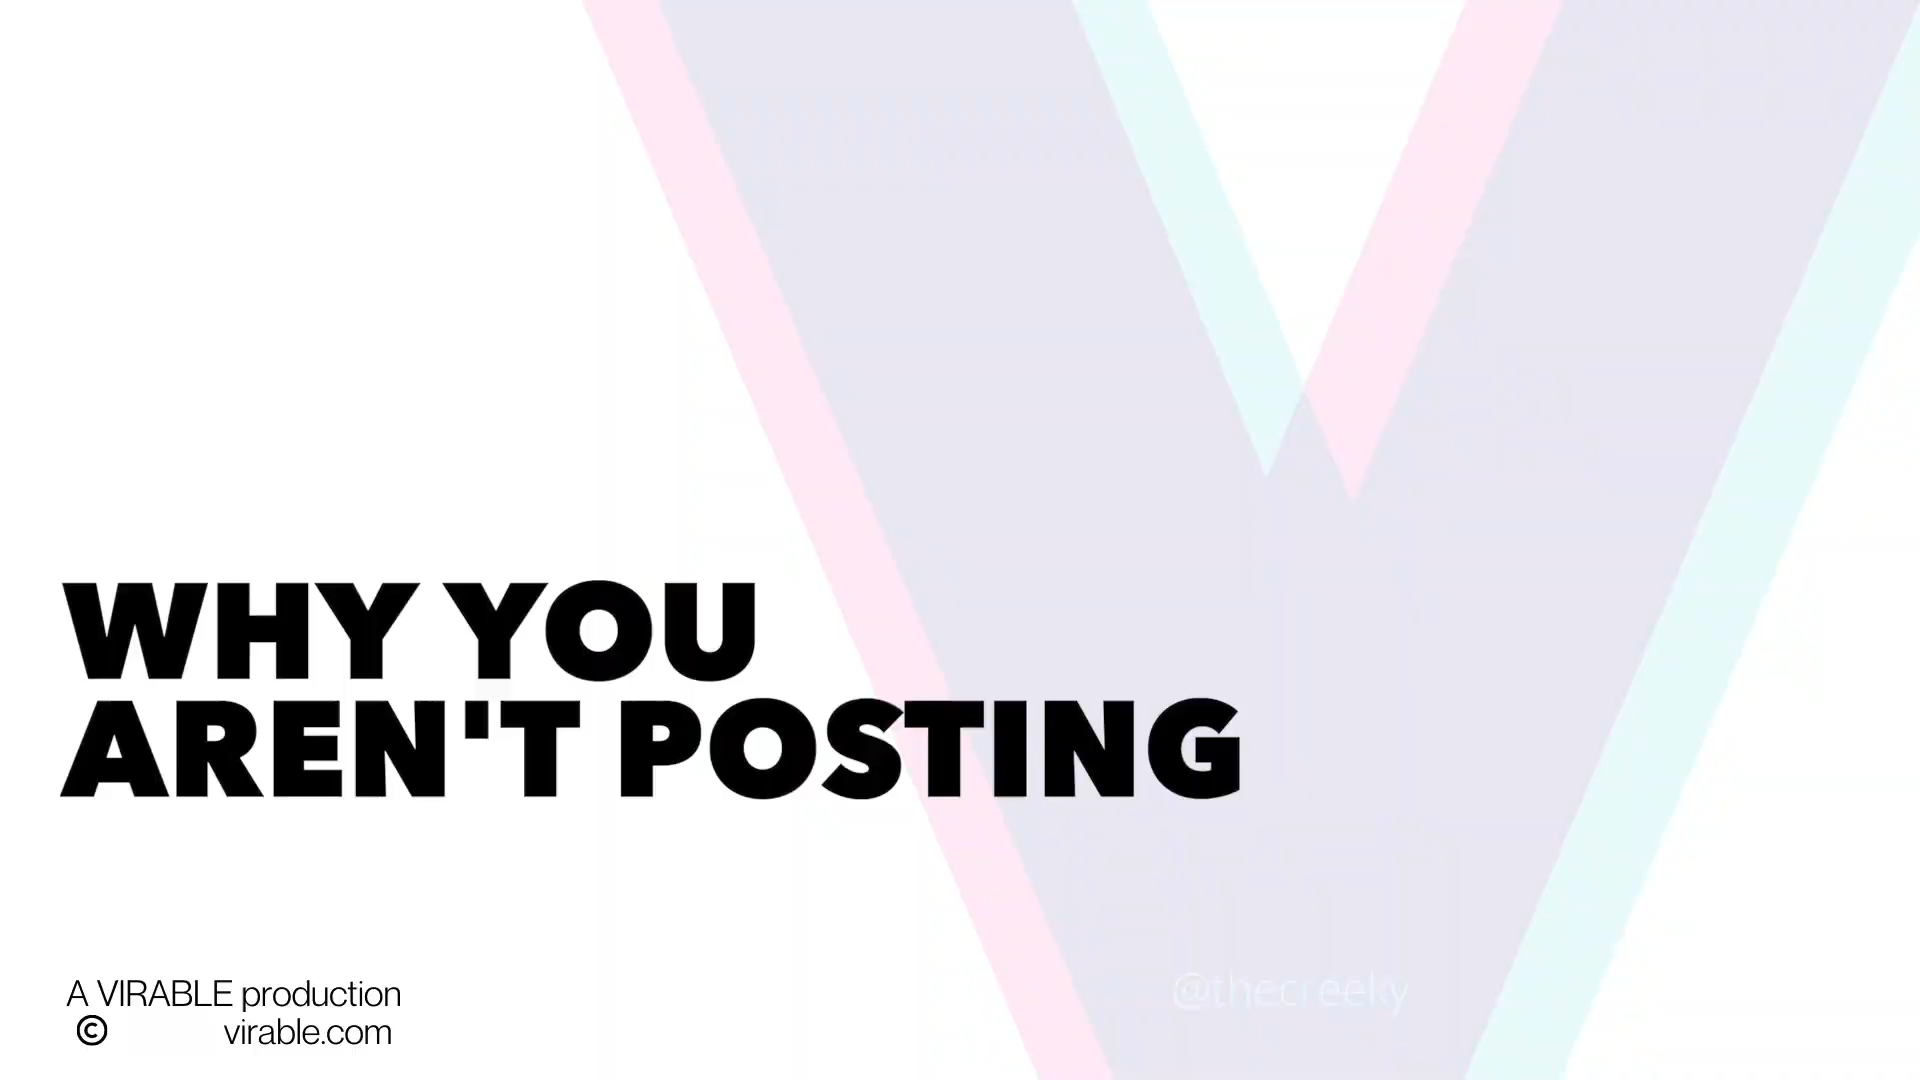 WHY YOU
AREN'T POSTING
A VIRABLE production
© virable.com
@thecreeky